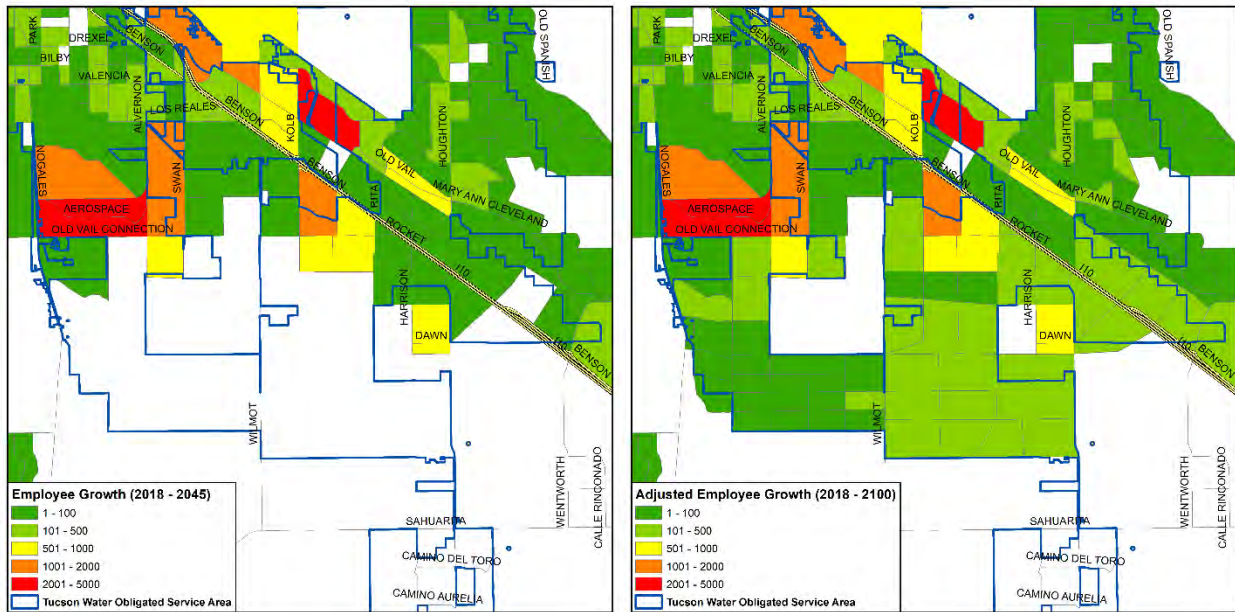 PARK
DREXEL
BENSON
BILBY
VALENCIA
ALVERNON
LOS REALES
BENSON
KOLB
OLD SPANISH
HOUGHTON
OLD VAIL
MARY ANN CLEVELAND
NOGALES
SWAN
BENSON
RITA
AEROSPACE
OLD VAIL CONNECTION
ROCKET
I10
HARRISON
DAWN
I10
BENSON
WILMOT
WENTWORTH
CALLE RINCONADO
SAHUARITA
CAMINO DEL TORO
CAMINO AURELIA
Employee Growth (2018 - 2045)
1 - 100
101 - 500
501 - 1000
1001 - 2000
2001 - 5000
Tucson Water Obligated Service Area
PARK
DREXEL
BENSON
BILBY
VALENCIA
ALVERNON
LOS REALES
BENSON
KOLB
OLD SPANISH
HOUGHTON
OLD VAIL
MARY ANN CLEVELAND
NOGALES
SWAN
BENSON
RITA
AEROSPACE
OLD VAIL CONNECTION
ROCKET
I10
HARRISON
DAWN
I10
BENSON
WILMOT
WENTWORTH
CALLE RINCONADO
SAHUARITA
CAMINO DEL TORO
CAMINO AURELIA
Adjusted Employee Growth (2018 - 2100)
1 - 100
101 - 500
501 - 1000
1001 - 2000
2001 - 5000
Tucson Water Obligated Service Area